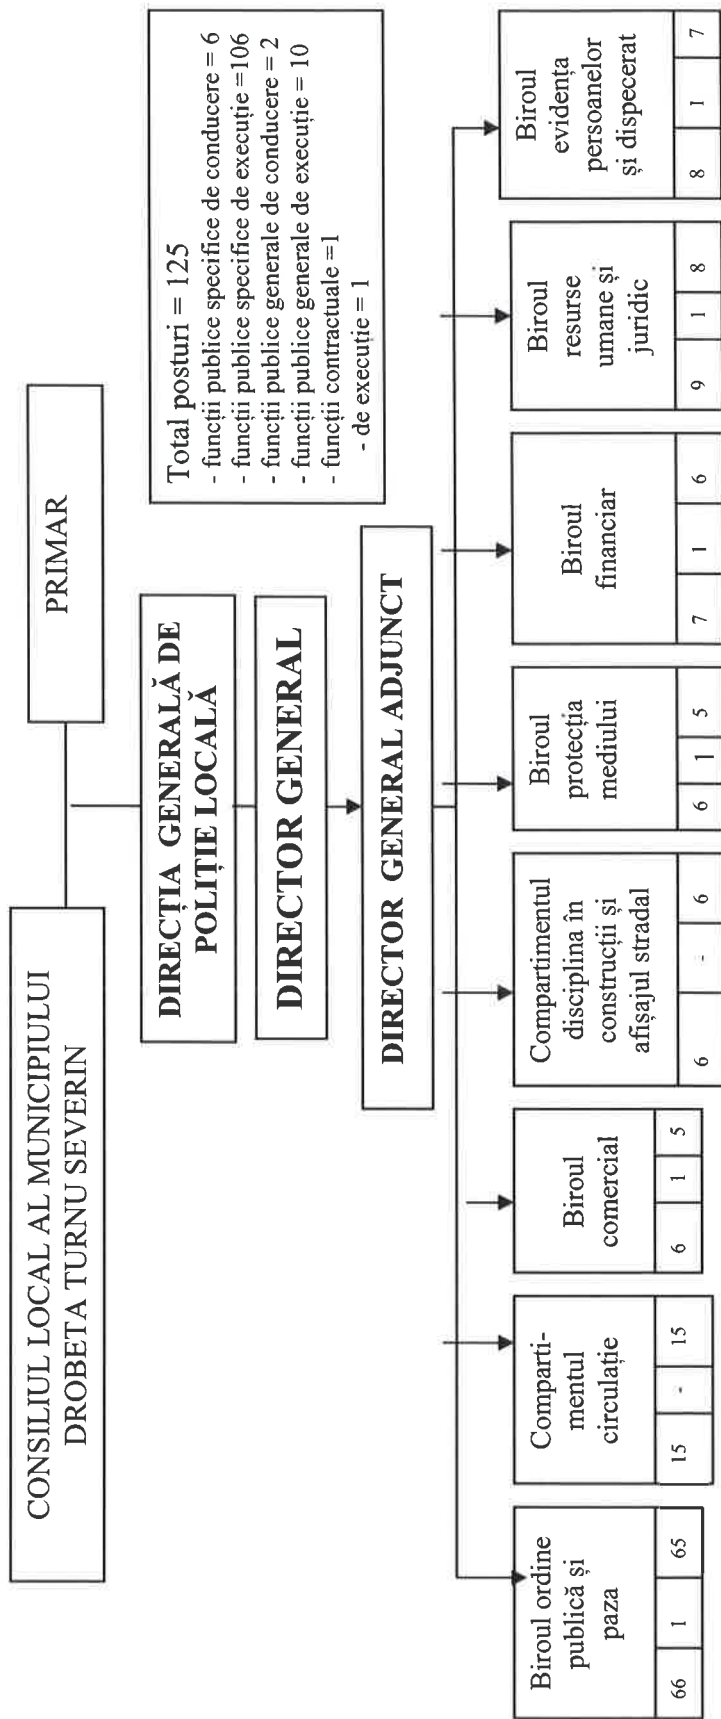 CONSILIUL LOCAL AL MUNICIPIULUI
DROBETA TURNU SEVERIN
PRIMAR
DIRECȚIA GENERALĂ DE
POLIȚIE LOCALĂ
DIRECTOR GENERAL
DIRECTOR GENERAL ADJUNCT
Total posturi = 125
- funcții publice specifice de conducere = 6
- funcții publice specifice de execuție =106
- funcții publice generale de conducere = 2
- funcții publice generale de execuție = 10
- funcții contractuale =1
- de execuție = 1
Biroul ordine
publică și
paza
66 1 65
Comparti-
mentul
circulație
15 - 15
Biroul
comercial
6 1 5
Compartimentul
disciplina în
construcții și
afișajul stradal
6 - 6
Biroul
protecția
mediului
6 1 5
Biroul
financiar
7 1 6
Biroul
resurse
umane și
juridic
9 1 8
Biroul
evidența
persoanelor
și dispecerat
8 1 7